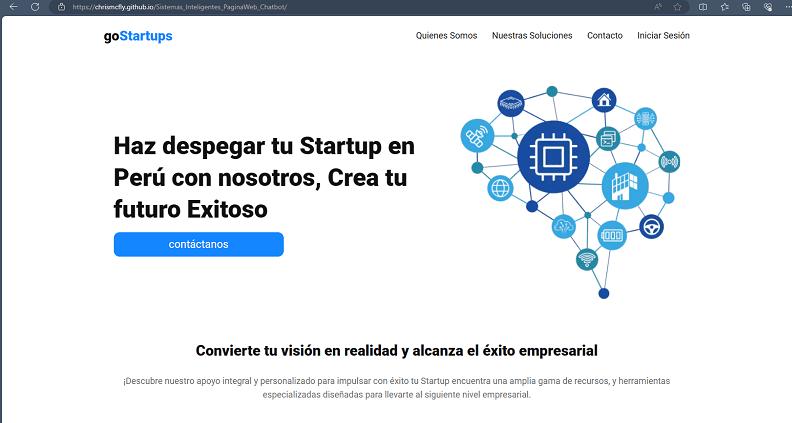 https://chrismcfly.github.io/Sistemas_Inteligentes_PaginaWeb_Chatbot/
goStartups
Quienes Somos
Nuestras Soluciones
Contacto
Iniciar Sesión
Haz despegar tu Startup en
Perú con nosotros, Crea tu
futuro Exitoso
contáctanos
Convierte tu visión en realidad y alcanza el éxito empresarial
¡Descubre nuestro apoyo integral y personalizado para impulsar con éxito tu Startup encuentra una amplia gama de recursos, y herramientas
especializadas diseñadas para llevarte al siguiente nivel empresarial.